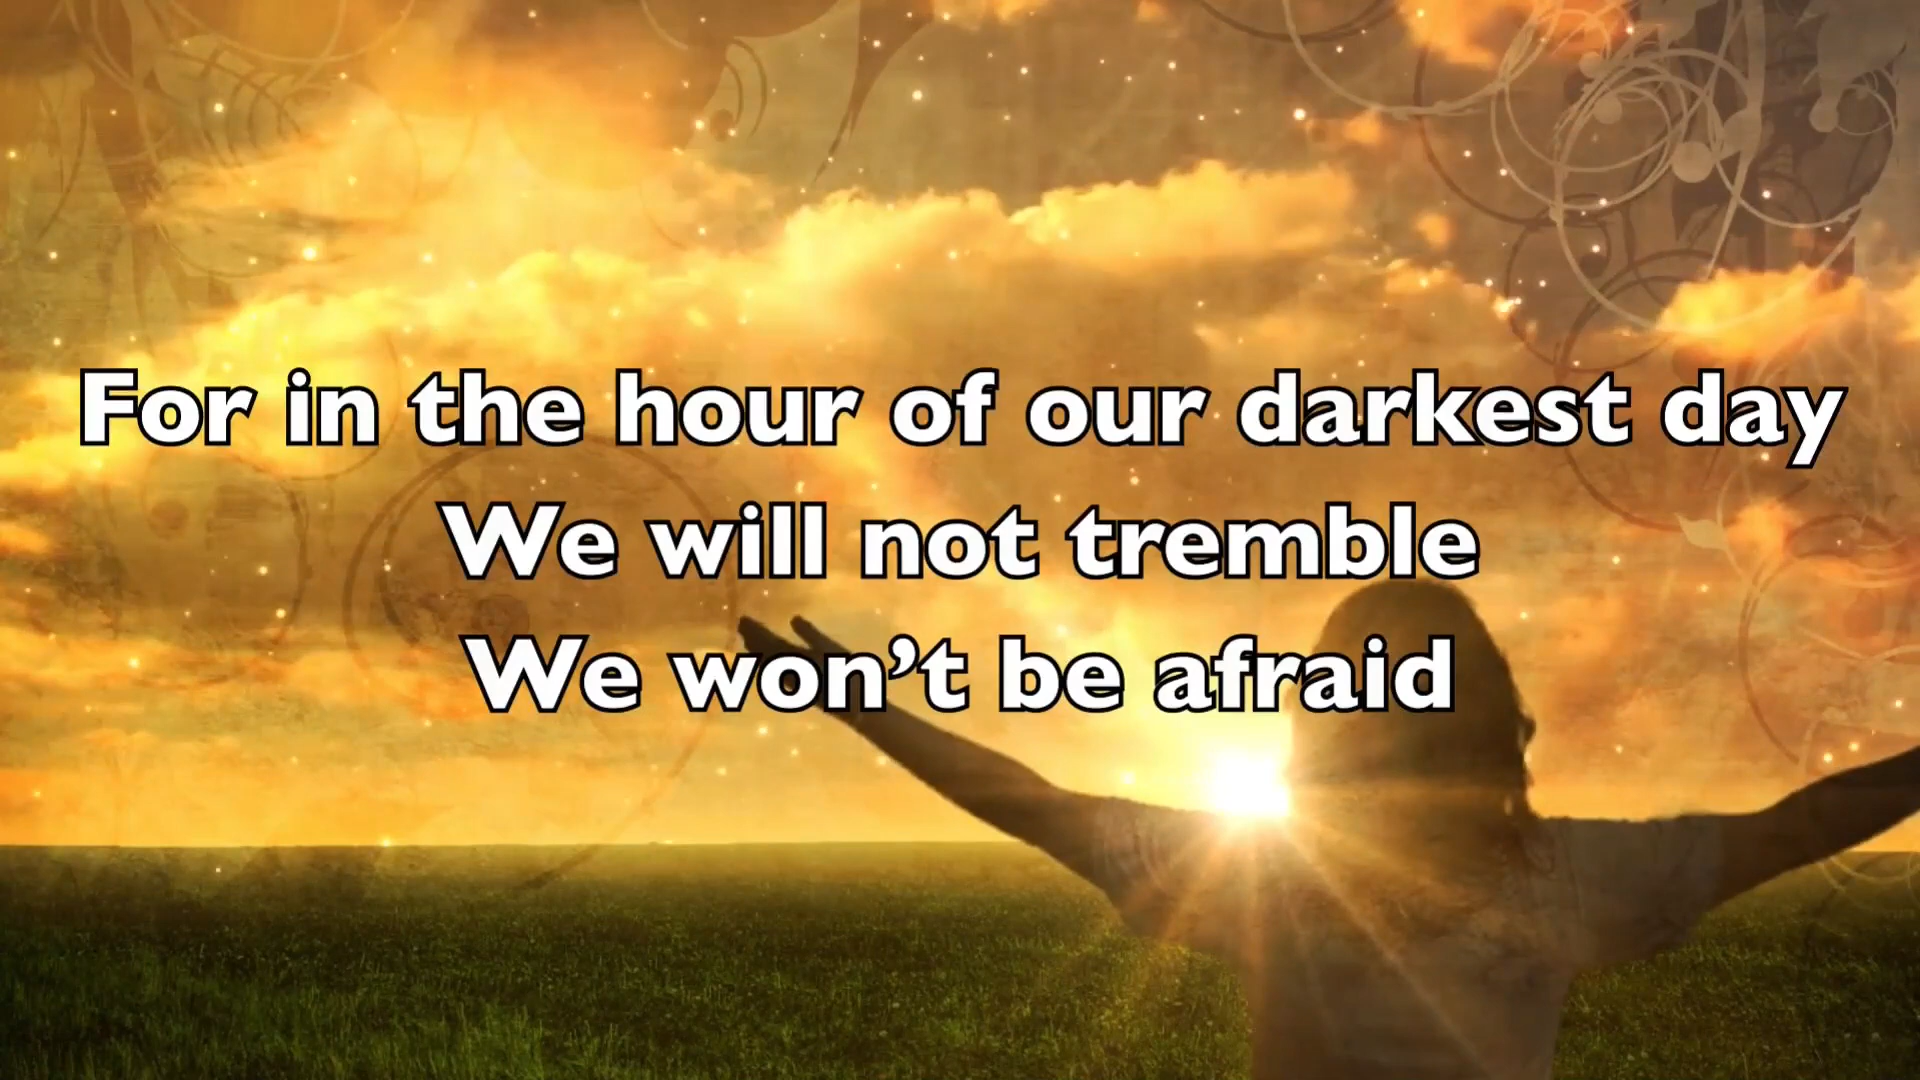 For in the hour of our darkest day
We will not tremble
We won’t be afraid